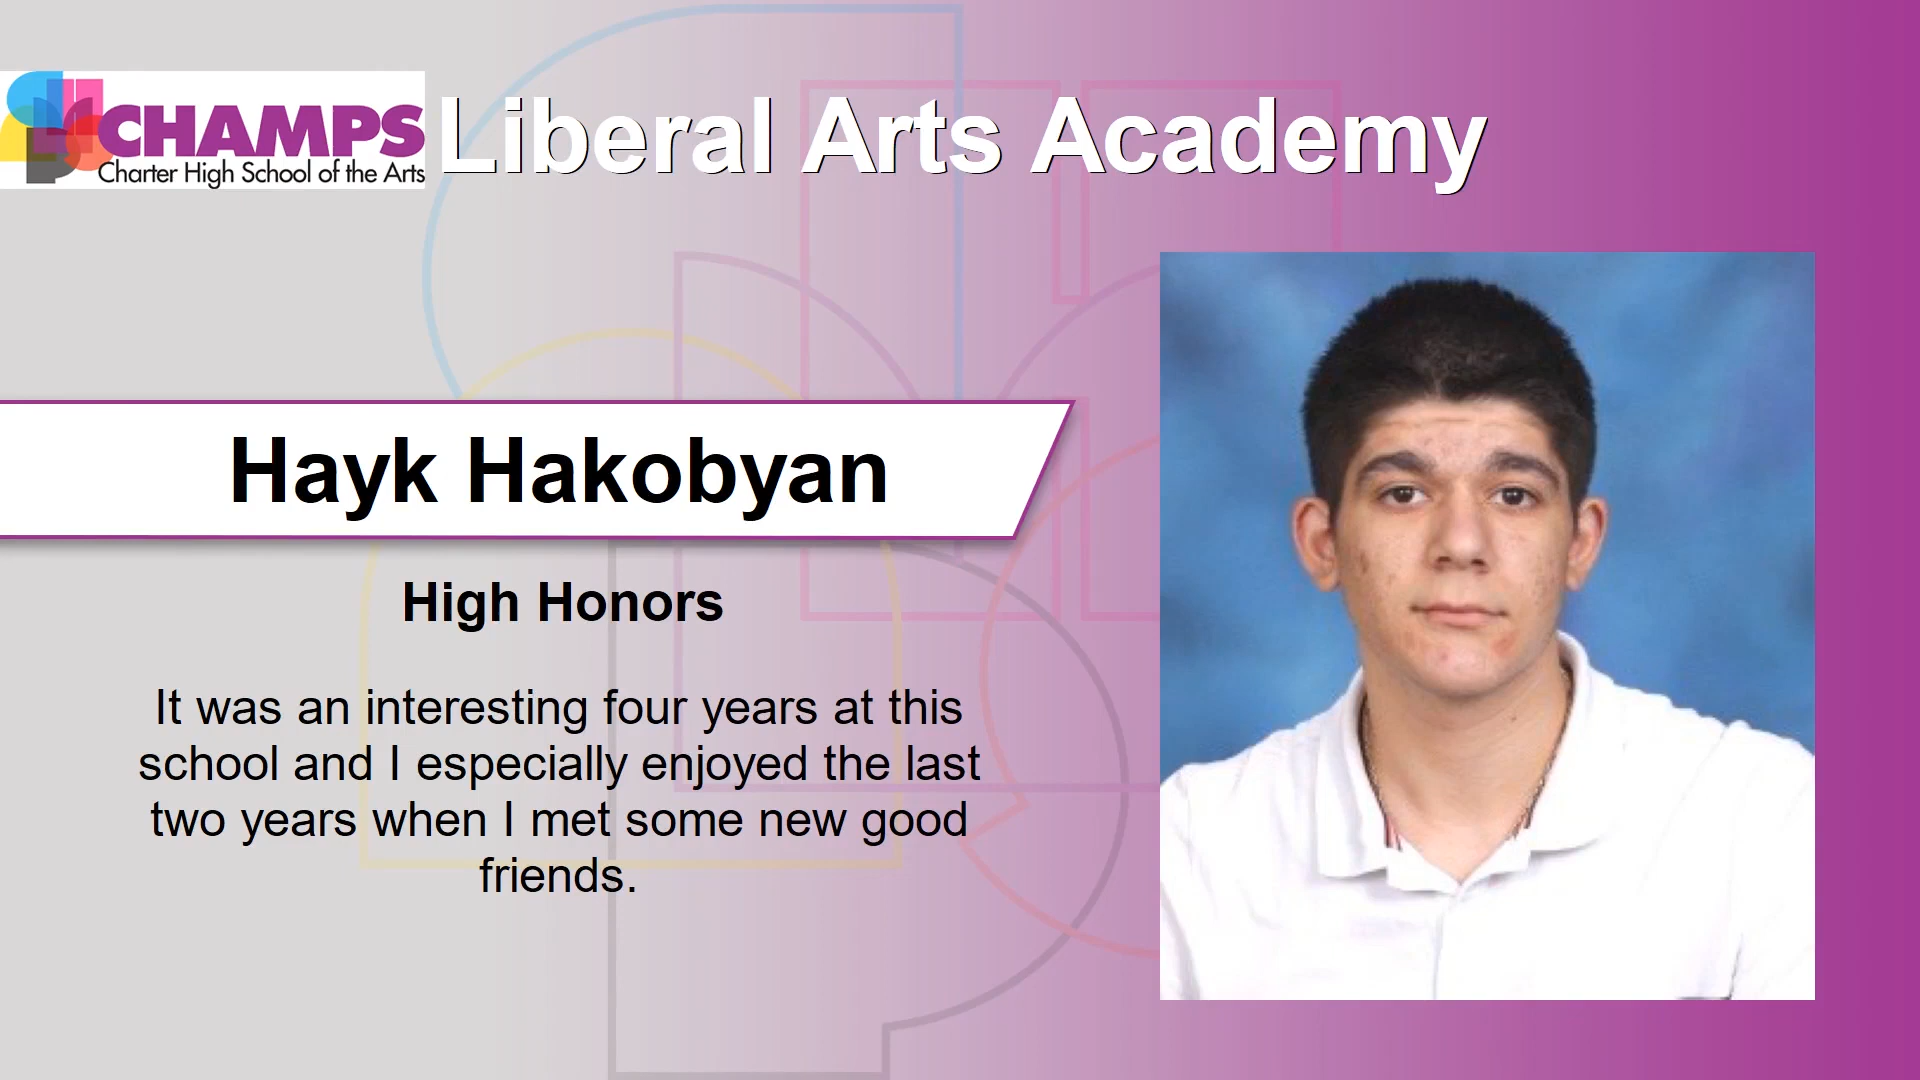 CHAMPS
Charter High School of the Arts
Liberal Arts Academy
Hayk Hakobyan
High Honors
It was an interesting four years at this
school and I especially enjoyed the last
two years when I met some new good
friends.